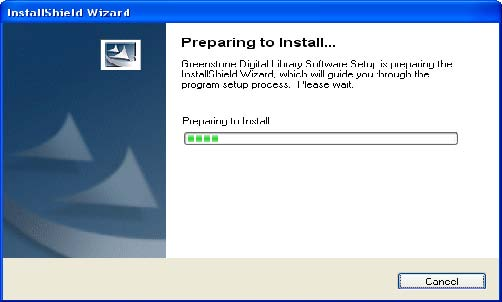 InstallShield Wizard
Preparing to Install...
Greenstone Digital Library Software Setup is preparing the
InstallShield Wizard, which will guide you through the
program setup process. Please wait.
Preparing to Install
Cancel